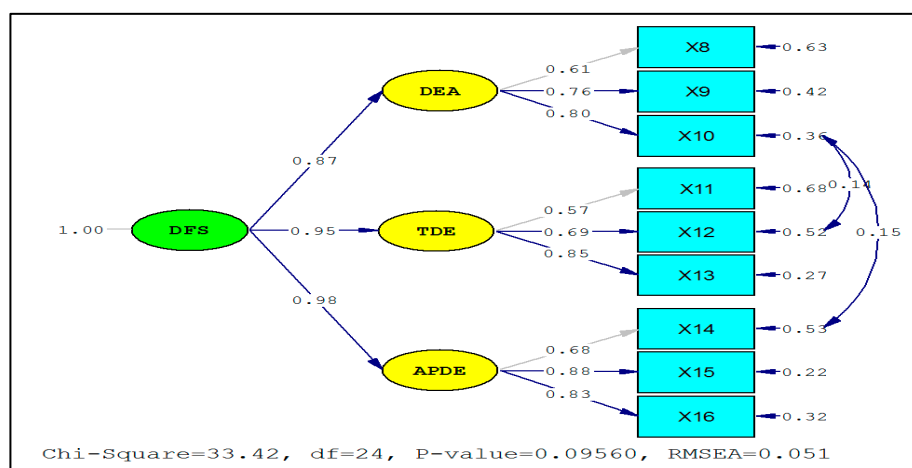 X8
0.63
0.61
DEA
0.76
X9
0.42
0.80
X10
0.36
0.87
X11
0.68
0.14
0.57
1.00
DFS
0.95
TDE
0.69
X12
0.52
0.15
0.85
X13
0.27
0.98
X14
0.53
0.68
APDE
0.88
X15
0.22
0.83
X16
0.32
Chi-Square=33.42, df=24, P-value=0.09560, RMSEA=0.051